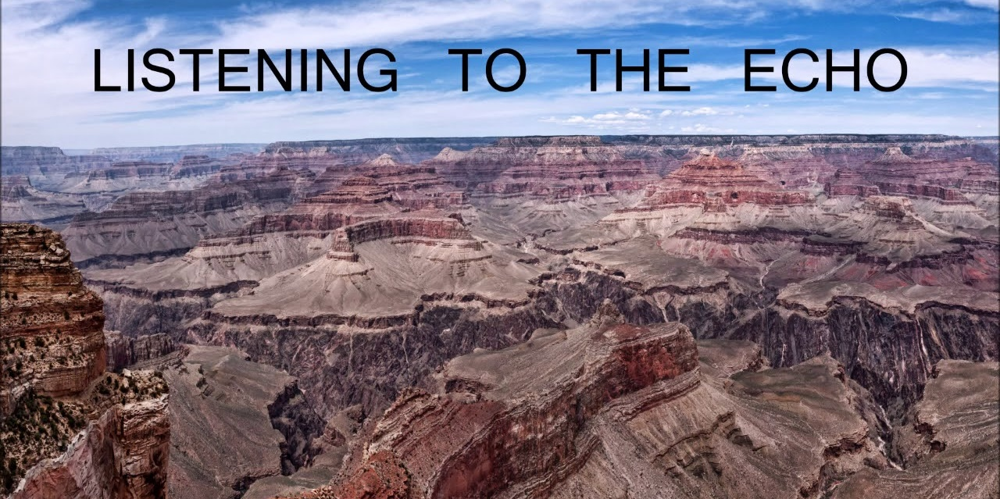 LISTENING TO THE ECHO